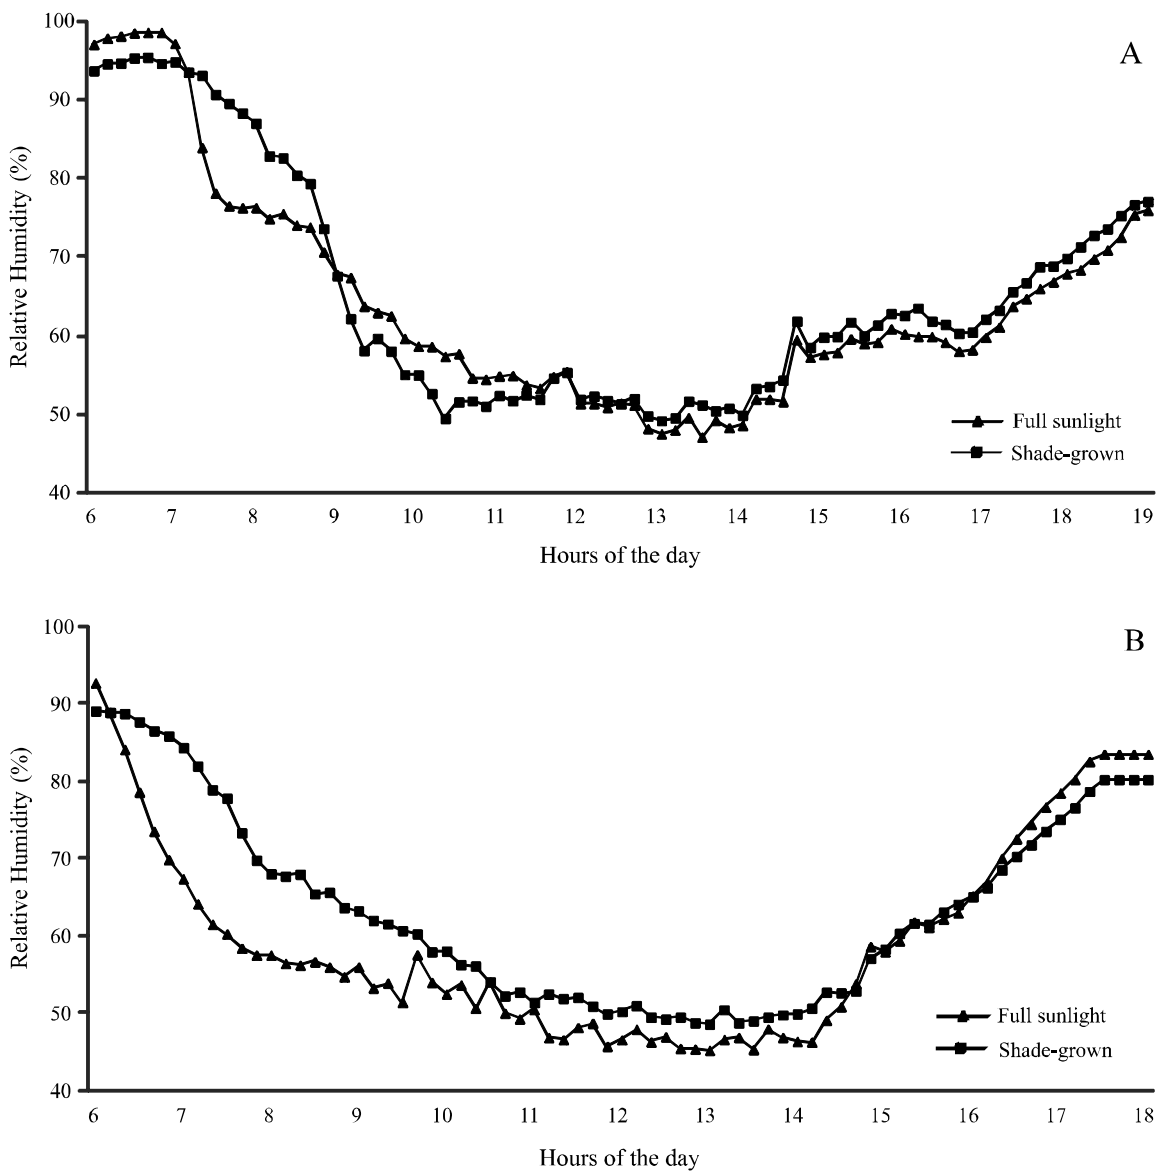 A
Relative Humidity (%)
100
90
80
70
60
50
40
Full sunlight
Shade-grown
6 7 8 9 10 11 12 13 14 15 16 17 18 19
Hours of the day
B
Relative Humidity (%)
100
90
80
70
60
50
40
Full sunlight
Shade-grown
6 7 8 9 10 11 12 13 14 15 16 17 18
Hours of the day